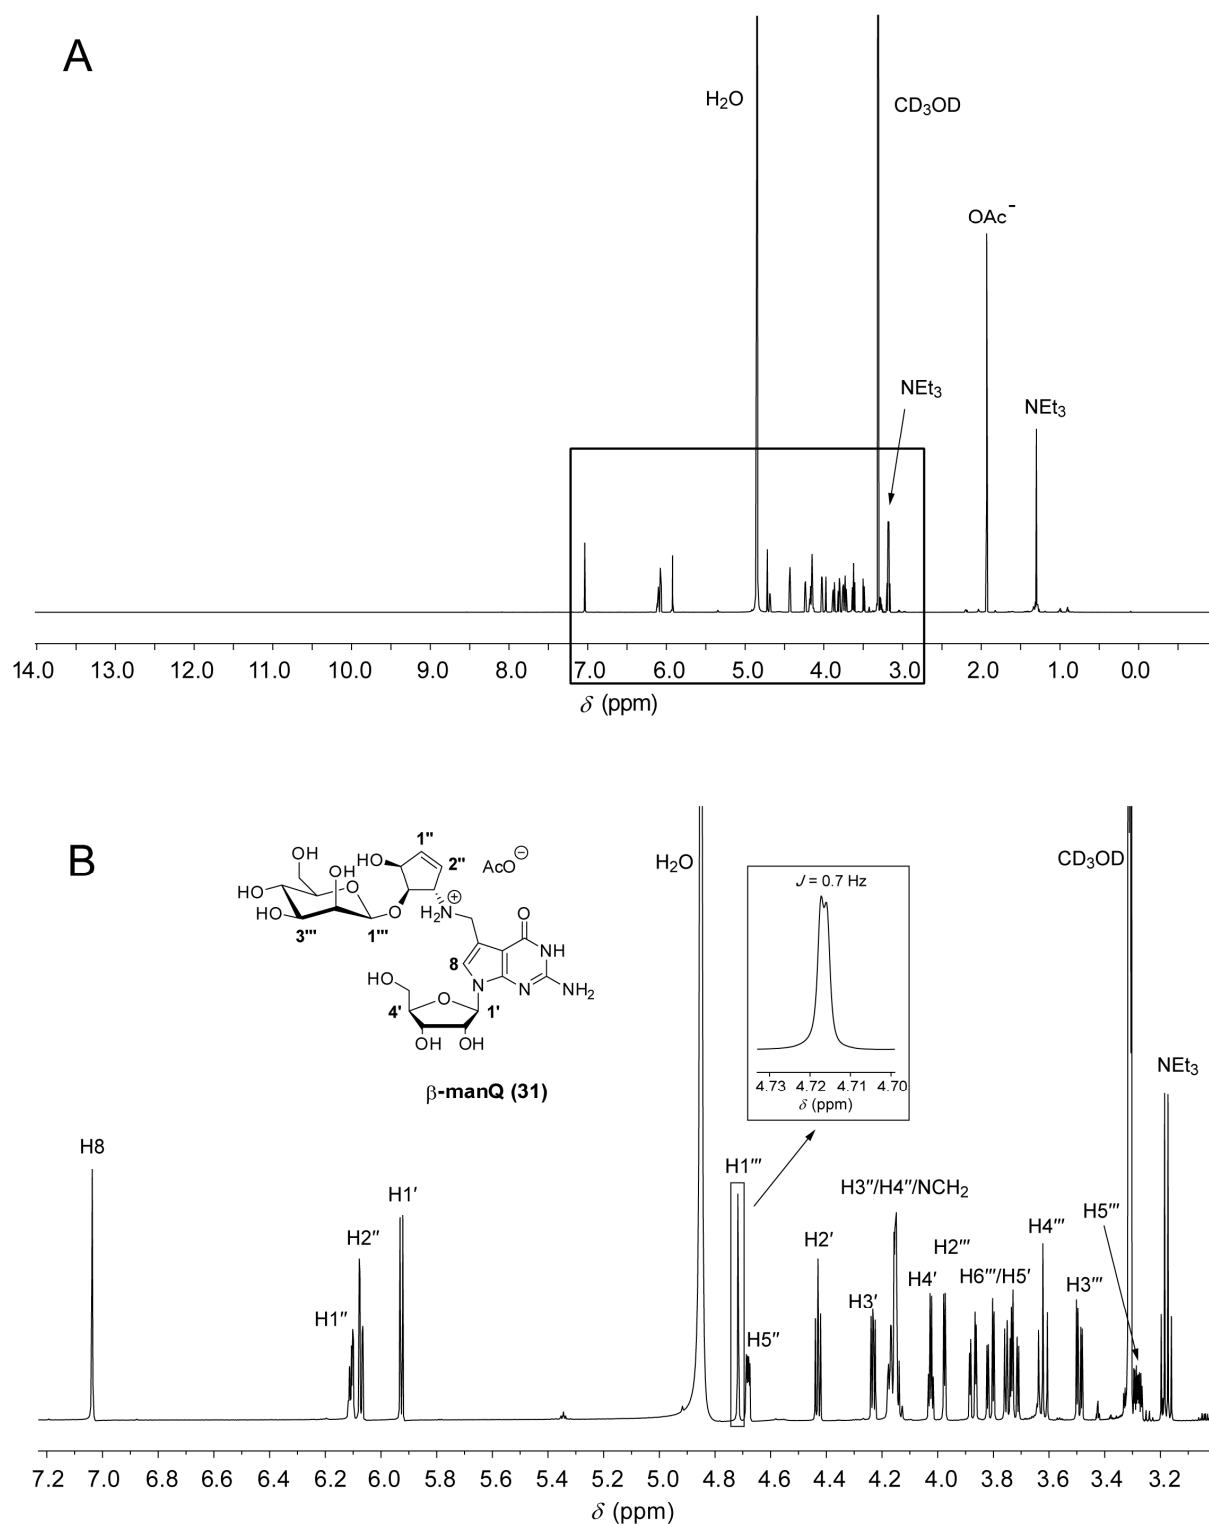 A
H₂O
CD₃OD
OAc⁻
NEt₃
NEt₃
14.0 13.0 12.0 11.0 10.0 9.0 8.0 7.0 6.0 5.0 4.0 3.0 2.0 1.0 0.0
δ (ppm)
B
H₂O
CD₃OD
J = 0.7 Hz
4.73 4.72 4.71 4.70
δ (ppm)
OH
HO
1″
2″
AcO⊖
OH
HO
O
HO
O
H₂N
⊕
O
3‴
1‴
NH
8
N
N
NH₂
HO
O
4′
1′
OH
OH
β-manQ (31)
NEt₃
H8
H1″
H2″
H1′
H1‴
H5″
H2′
H3″/H4″/NCH₂
H3′
H4′
H2‴
H6‴/H5′
H4‴
H3‴
H5‴
7.2 7.0 6.8 6.6 6.4 6.2 6.0 5.8 5.6 5.4 5.2 5.0 4.8 4.6 4.4 4.2 4.0 3.8 3.6 3.4 3.2
δ (ppm)